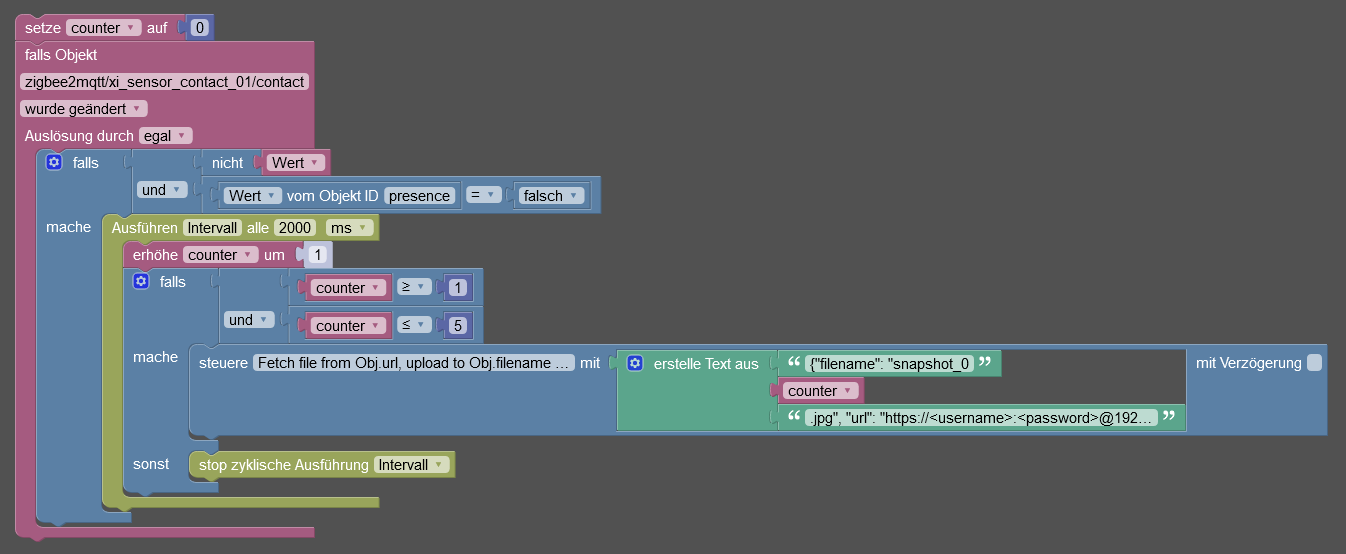 setze counter auf 0
falls Objekt
zigbee2mqtt/xi_sensor_contact_01/contact
wurde geändert
Auslösung durch egal
falls nicht Wert
und
Wert vom Objekt ID presence = falsch
mache
Ausführen Intervall alle 2000 ms
erhöhe counter um 1
falls counter ≥ 1
und
counter ≤ 5
mache
steuere Fetch file from Obj.url, upload to Obj.filename ... mit erstelle Text aus “ {"filename": "snapshot_0 ” mit Verzögerung
counter
“ .jpg", "url": "https://<username>:<password>@192... ”
sonst stop zyklische Ausführung Intervall